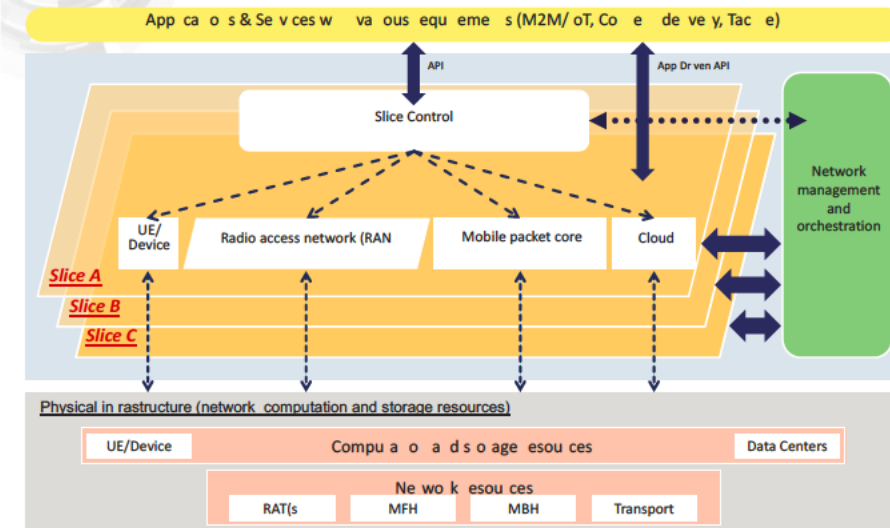 App ca o s & Se v ces w va ous equ eme s (M2M/ oT, Co e de ve y, Tac e)
API
App Dr ven API
Slice Control
Network
management
and
orchestration
UE/
Device
Radio access network (RAN
Mobile packet core
Cloud
Slice A
Slice B
Slice C
Physical in rastructure (network computation and storage resources)
UE/Device
Compu a o a d s o age esou ces
Data Centers
Ne wo k esou ces
RAT(s
MFH
MBH
Transport